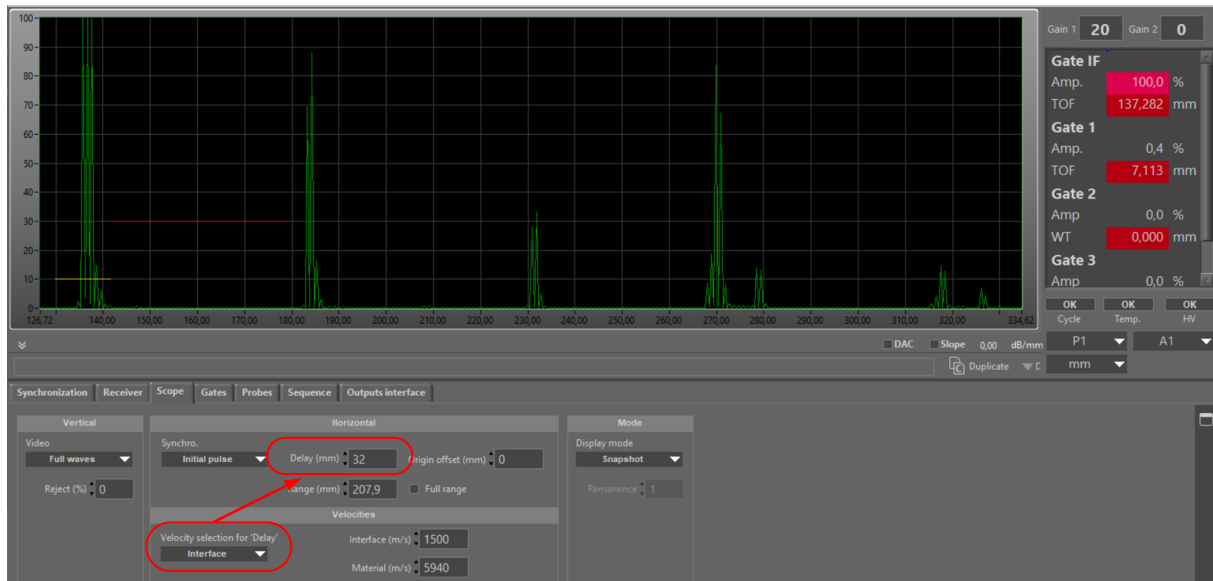 100
90
80
70
60
50
40
30
20
10
0
126,72 140,00 150,00 160,00 170,00 180,00 190,00 200,00 210,00 220,00 230,00 240,00 250,00 260,00 270,00 280,00 290,00 300,00 310,00 320,00 334,62
Gain 1 20 Gain 2 0
Gate IF
Amp. 100,0 %
TOF 137,282 mm
Gate 1
Amp. 0,4 %
TOF 7,113 mm
Gate 2
Amp 0,0 %
WT 0,000 mm
Gate 3
Amp 0,0 %
OK OK OK
Cycle Temp. HV
P1 A1
mm
DAC Slope 0,00 dB/mm
Duplicate
Synchronization Receiver Scope Gates Probes Sequence Outputs interface
Vertical
Video
Full waves
Reject (%) 0
Horizontal
Synchro.
Initial pulse
Delay (mm) 32
Origin offset (mm) 0
Range (mm) 207,9
Full range
Velocities
Velocity selection for 'Delay'
Interface
Interface (m/s) 1500
Material (m/s) 5940
Mode
Display mode
Snapshot
Remanence 1